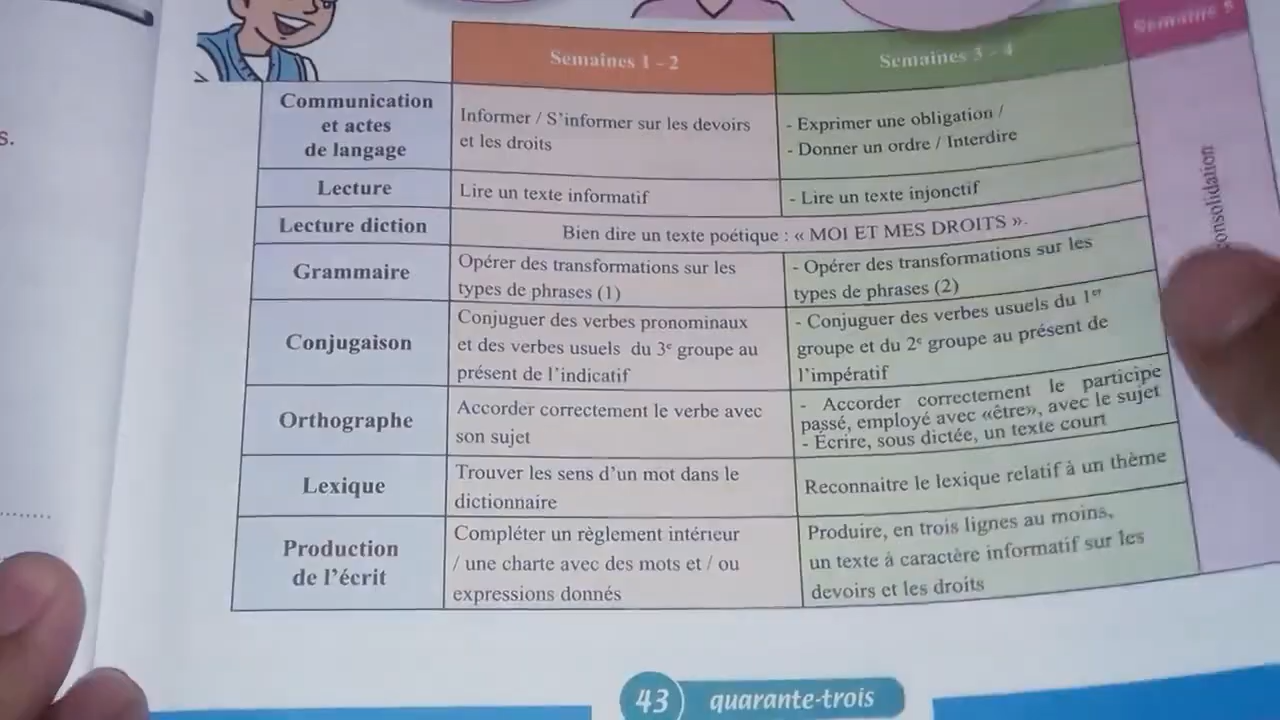 Semaines 1 - 2
Semaines 3 - 4
Semaine 5
Communication
et actes
de langage
Informer / S'informer sur les devoirs
et les droits
- Exprimer une obligation /
- Donner un ordre / Interdire
Lecture
Lire un texte informatif
- Lire un texte injonctif
Lecture diction
Bien dire un texte poétique : « MOI ET MES DROITS ».
Grammaire
Opérer des transformations sur les
types de phrases (1)
- Opérer des transformations sur les
types de phrases (2)
Conjugaison
Conjuguer des verbes pronominaux
et des verbes usuels du 3e groupe au
présent de l'indicatif
- Conjuguer des verbes usuels du 1er
groupe et du 2e groupe au présent de
l'impératif
Orthographe
Accorder correctement le verbe avec
son sujet
- Accorder correctement le participe
passé, employé avec «être», avec le sujet
- Écrire, sous dictée, un texte court
Lexique
Trouver les sens d'un mot dans le
dictionnaire
Reconnaitre le lexique relatif à un thème
Production
de l'écrit
Compléter un règlement intérieur
/ une charte avec des mots et / ou
expressions donnés
Produire, en trois lignes au moins,
un texte à caractère informatif sur les
devoirs et les droits
onsolidation
s.
43 quarante-trois